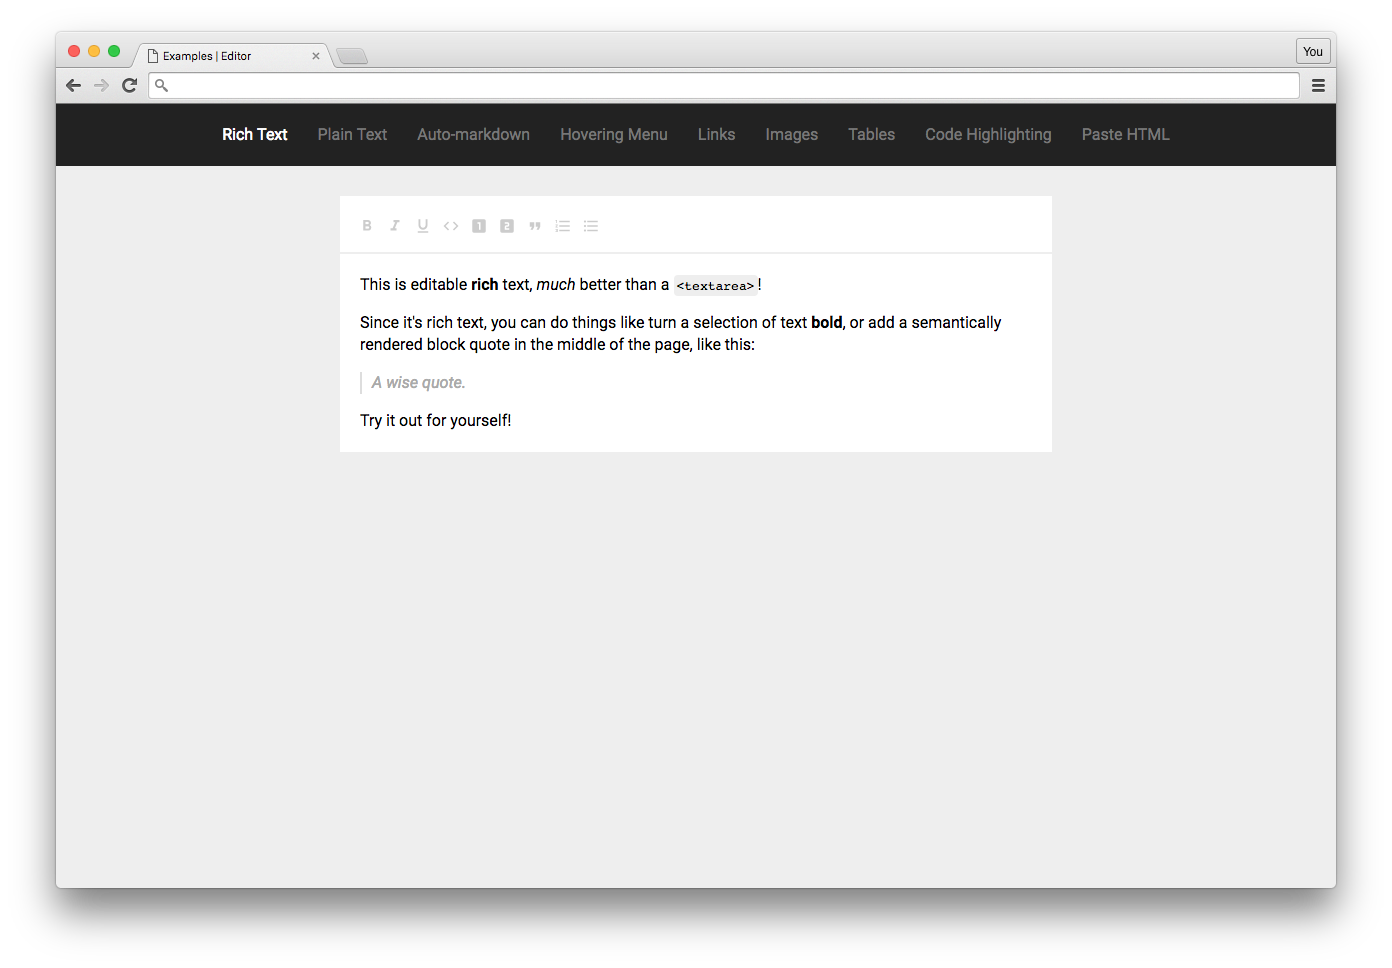 Examples | Editor
You
Rich Text Plain Text Auto-markdown Hovering Menu Links Images Tables Code Highlighting Paste HTML
B I U <> 1 2 ”
This is editable rich text, much better than a <textarea>!
Since it's rich text, you can do things like turn a selection of text bold, or add a semantically
rendered block quote in the middle of the page, like this:
A wise quote.
Try it out for yourself!